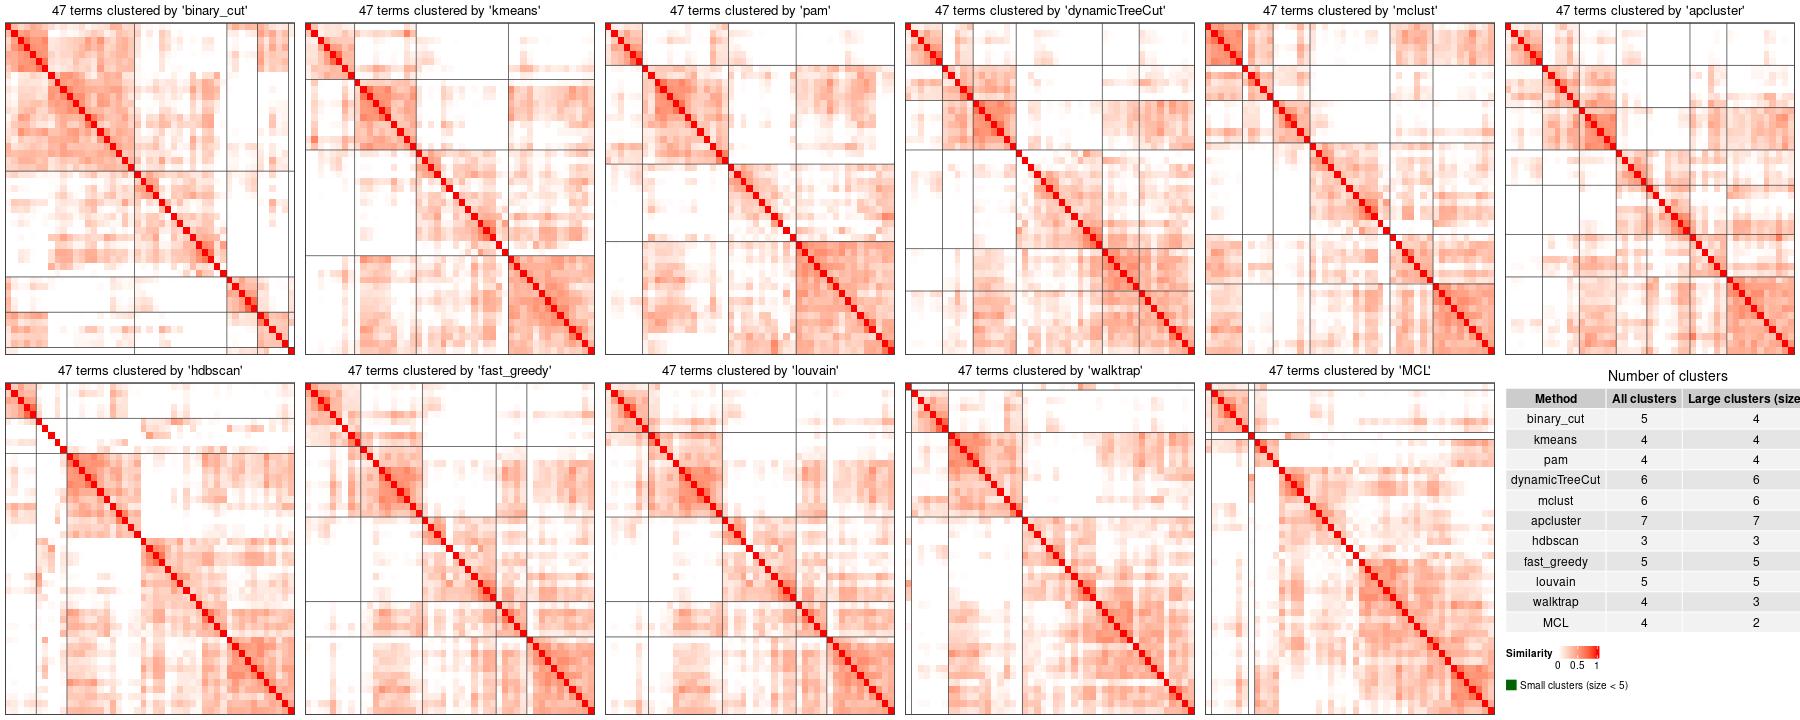 47 terms clustered by 'binary_cut'
47 terms clustered by 'kmeans'
47 terms clustered by 'pam'
47 terms clustered by 'dynamicTreeCut'
47 terms clustered by 'mclust'
47 terms clustered by 'apcluster'
47 terms clustered by 'hdbscan'
47 terms clustered by 'fast_greedy'
47 terms clustered by 'louvain'
47 terms clustered by 'walktrap'
47 terms clustered by 'MCL'
Number of clusters
Method All clusters Large clusters (size
binary_cut 5 4
kmeans 4 4
pam 4 4
dynamicTreeCut 6 6
mclust 6 6
apcluster 7 7
hdbscan 3 3
fast_greedy 5 5
louvain 5 5
walktrap 4 3
MCL 4 2
Similarity
0 0.5 1
Small clusters (size < 5)